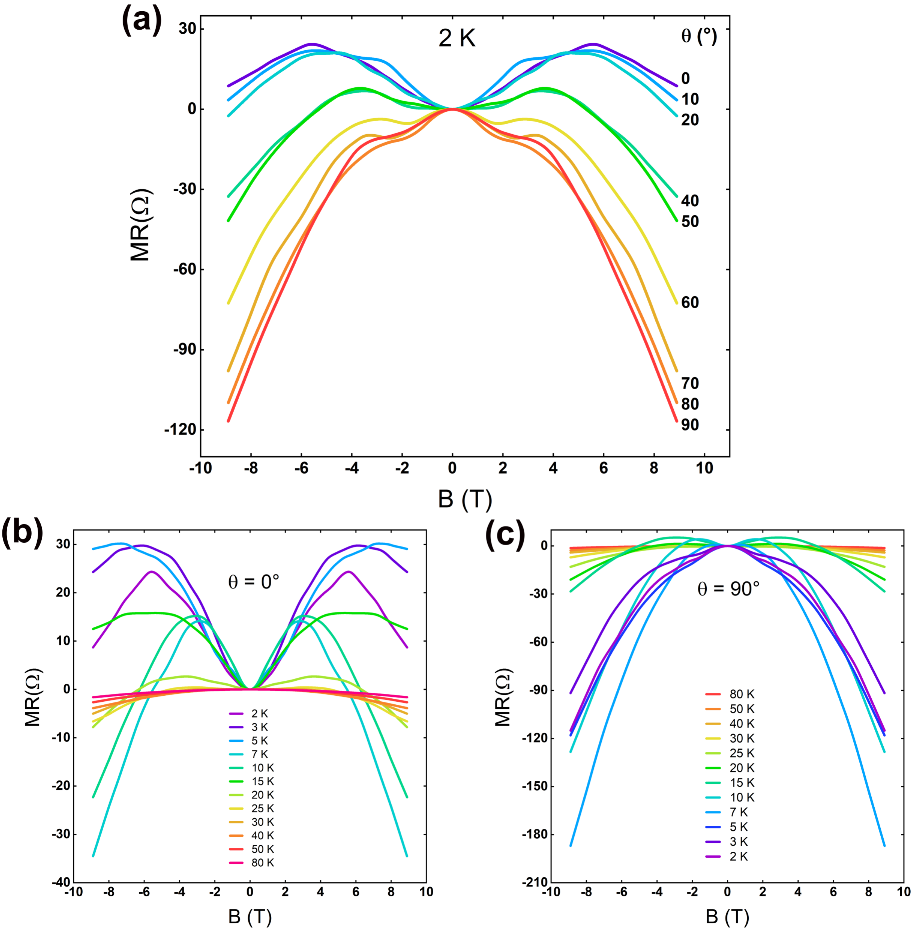 (a)
2 K
θ (°)
30
0
-30
-60
-90
-120
MR(Ω)
0
10
20
40
50
60
70
80
90
-10
-8
-6
-4
-2
0
2
4
6
8
10
B (T)
(b)
θ = 0°
30
20
10
0
-10
-20
-30
-40
MR(Ω)
2 K
3 K
5 K
7 K
10 K
15 K
20 K
25 K
30 K
40 K
50 K
80 K
-10
-8
-6
-4
-2
0
2
4
6
8
10
B (T)
(c)
θ = 90°
0
-30
-60
-90
-120
-150
-180
-210
MR(Ω)
80 K
50 K
40 K
30 K
25 K
20 K
15 K
10 K
7 K
5 K
3 K
2 K
-10
-8
-6
-4
-2
0
2
4
6
8
10
B (T)